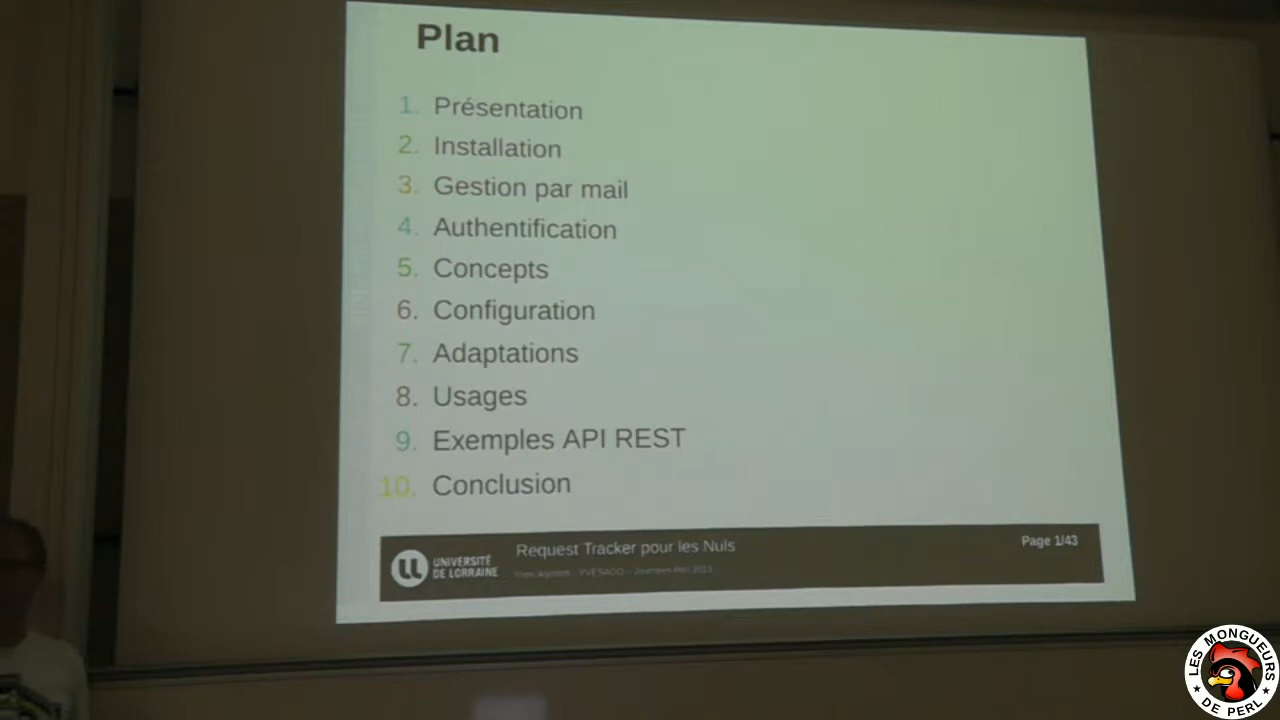 Plan
1. Présentation
2. Installation
3. Gestion par mail
4. Authentification
5. Concepts
6. Configuration
7. Adaptations
8. Usages
9. Exemples API REST
10. Conclusion
UNIVERSITÉ
DE LORRAINE
Request Tracker pour les Nuls
Page 1/43
LES MONGUEURS
DE PERL